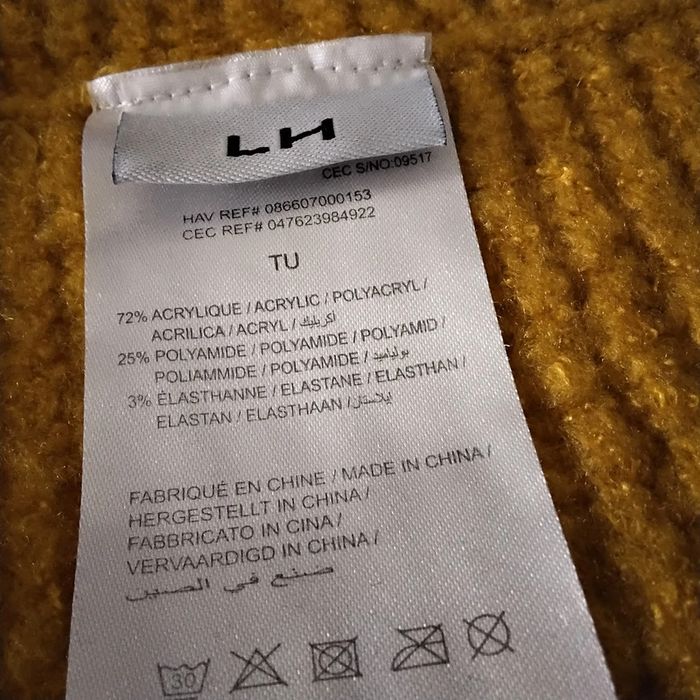 LH
CEC S/NO:09517
HAV REF# 086607000153
CEC REF# 047623984922
TU
72% ACRYLIQUE / ACRYLIC / POLYACRYL /
ACRILICA / ACRYL / أكريليك
25% POLYAMIDE / POLYAMIDE / POLYAMID /
POLIAMMIDE / POLYAMIDE / بولياميد
3% ÉLASTHANNE / ELASTANE / ELASTHAN /
ELASTAN / ELASTHAAN / إيلاستان
FABRIQUÉ EN CHINE / MADE IN CHINA /
HERGESTELLT IN CHINA /
FABBRICATO IN CINA /
VERVAARDIGD IN CHINA /
صنع في الصين
30